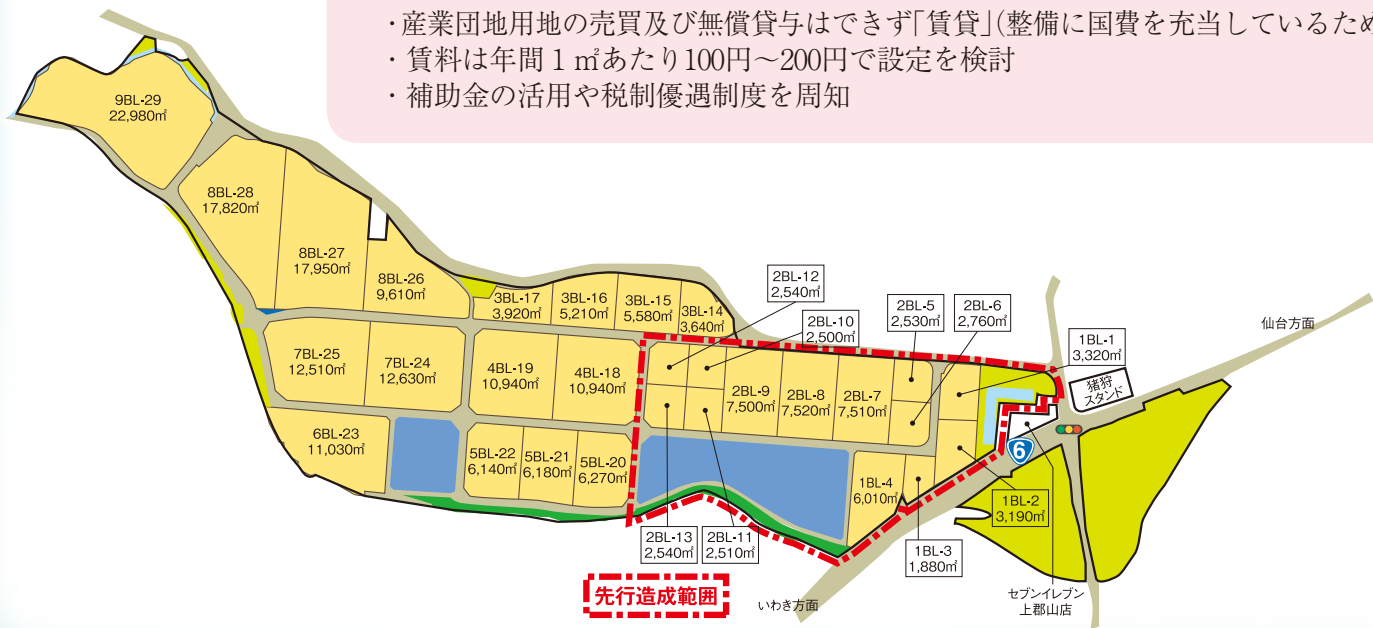 ・産業団地用地の売買及び無償貸与はできず「賃貸」(整備に国費を充当しているため
・賃料は年間１㎡あたり100円～200円で設定を検討
・補助金の活用や税制優遇制度を周知
9BL-29
22,980㎡
8BL-28
17,820㎡
8BL-27
17,950㎡
8BL-26
9,610㎡
3BL-17
3,920㎡
3BL-16
5,210㎡
3BL-15
5,580㎡
3BL-14
3,640㎡
2BL-12
2,540㎡
2BL-10
2,500㎡
2BL-5
2,530㎡
2BL-6
2,760㎡
1BL-1
3,320㎡
仙台方面
7BL-25
12,510㎡
7BL-24
12,630㎡
4BL-19
10,940㎡
4BL-18
10,940㎡
2BL-9
7,500㎡
2BL-8
7,520㎡
2BL-7
7,510㎡
猪狩
スタンド
6
6BL-23
11,030㎡
5BL-22
6,140㎡
5BL-21
6,180㎡
5BL-20
6,270㎡
1BL-4
6,010㎡
1BL-2
3,190㎡
2BL-13
2,540㎡
2BL-11
2,510㎡
1BL-3
1,880㎡
先行造成範囲
いわき方面
セブンイレブン
上郡山店